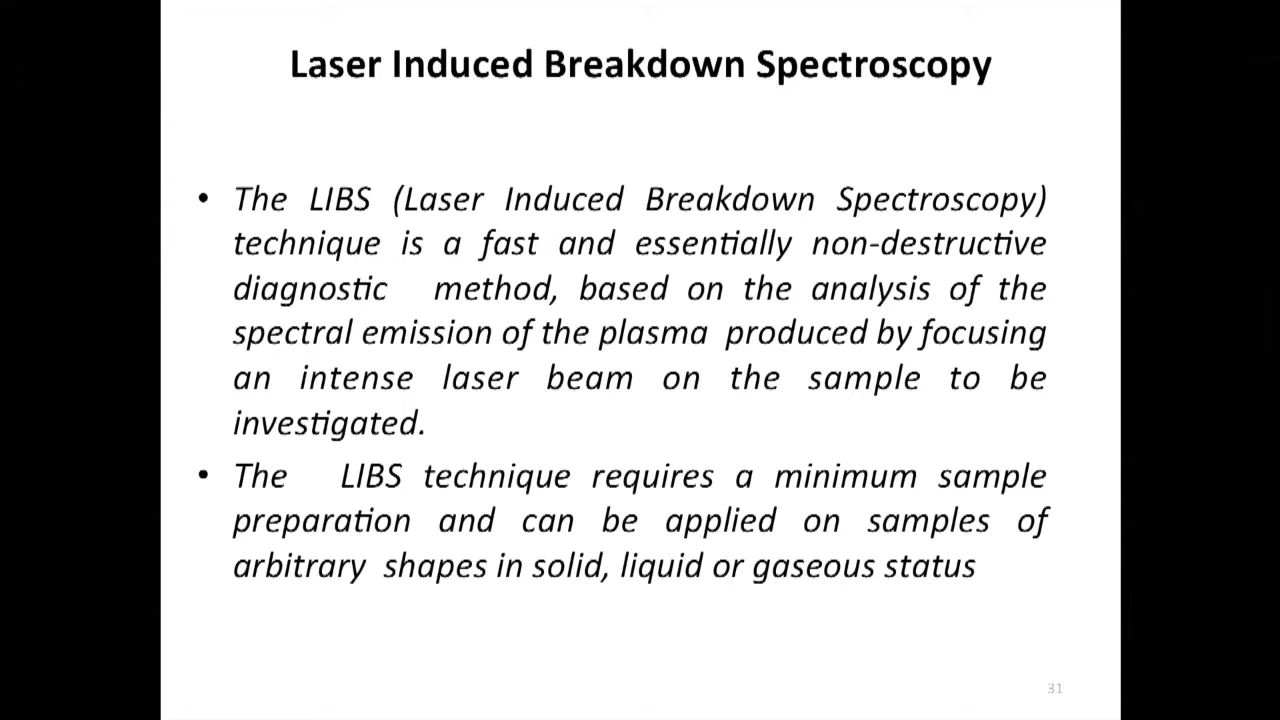 Laser Induced Breakdown Spectroscopy
• The LIBS (Laser Induced Breakdown Spectroscopy)
technique is a fast and essentially non-destructive
diagnostic method, based on the analysis of the
spectral emission of the plasma produced by focusing
an intense laser beam on the sample to be
investigated.
• The LIBS technique requires a minimum sample
preparation and can be applied on samples of
arbitrary shapes in solid, liquid or gaseous status
31